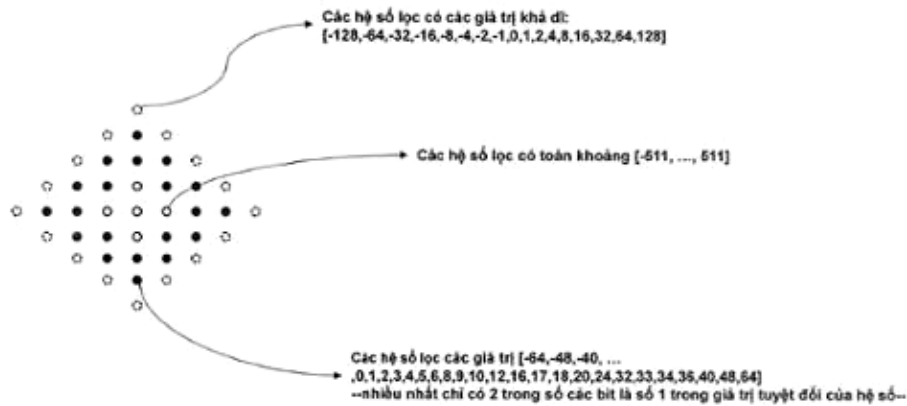 Các hệ số lọc có các giá trị khả dĩ:
[-128,-64,-32,-16,-8,-4,-2,-1,0,1,2,4,8,16,32,64,128]
Các hệ số lọc có toàn khoảng [-511, ..., 511]
Các hệ số lọc các giá trị [-64,-48,-40, ...
,0,1,2,3,4,5,6,8,9,10,12,16,17,18,20,24,32,33,34,36,40,48,64]
--nhiều nhất chỉ có 2 trong số các bit là số 1 trong giá trị tuyệt đối của hệ số--